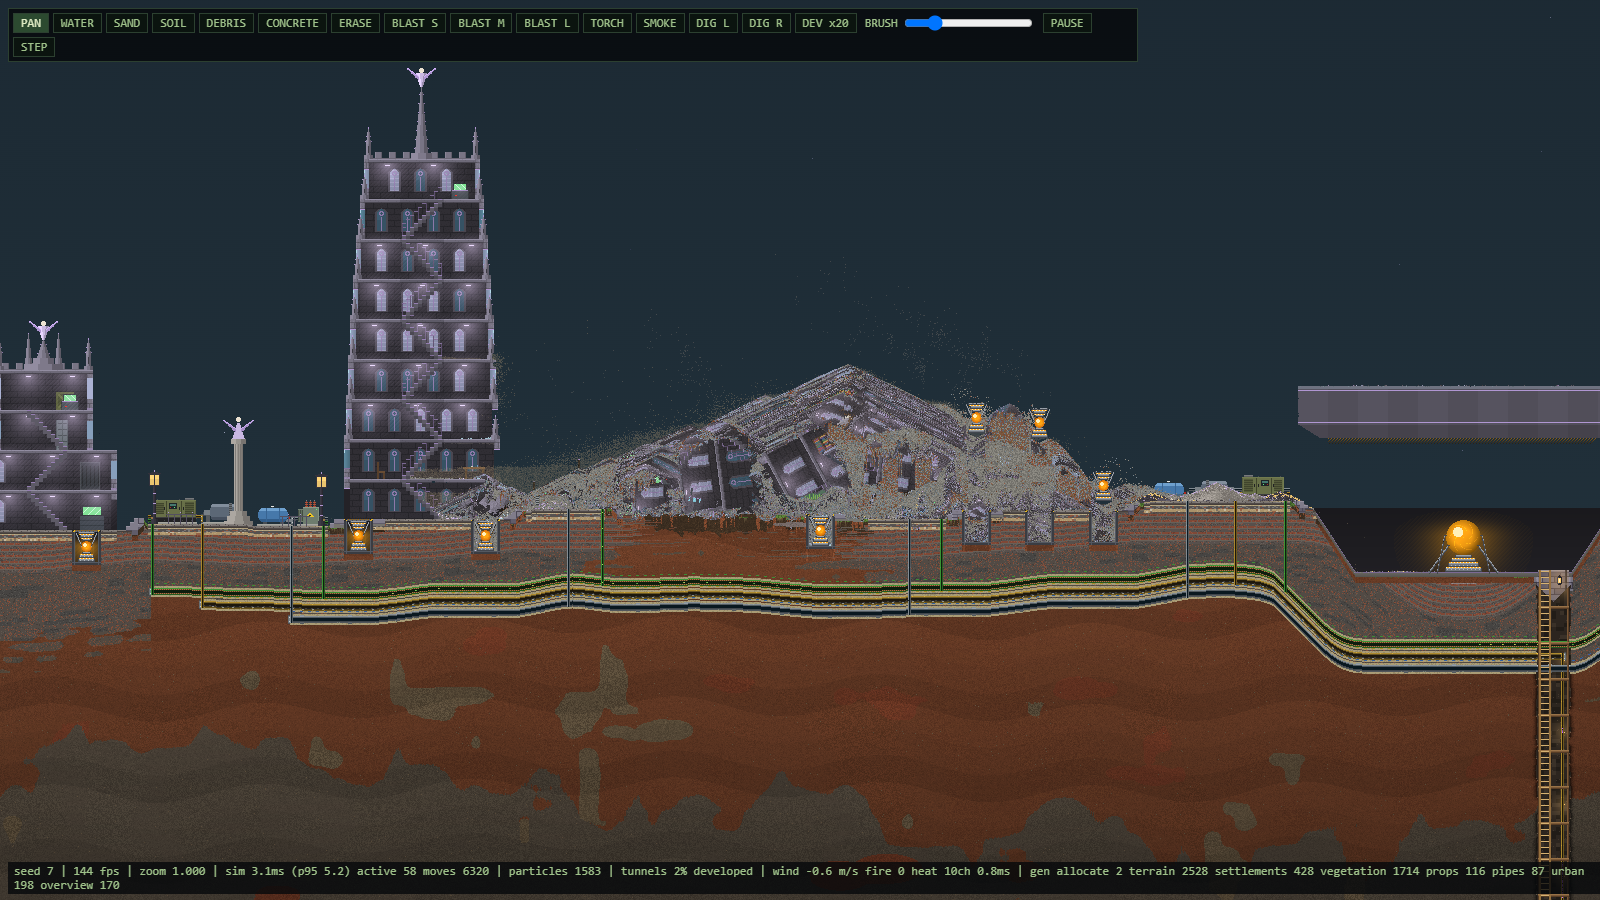 PAN WATER SAND SOIL DEBRIS CONCRETE ERASE BLAST S BLAST M BLAST L TORCH SMOKE DIG L DIG R DEV x20 BRUSH PAUSE
STEP
seed 7 | 144 fps | zoom 1.000 | sim 3.1ms (p95 5.2) active 58 moves 6320 | particles 1583 | tunnels 2% developed | wind -0.6 m/s fire 0 heat 10ch 0.8ms | gen allocate 2 terrain 2528 settlements 428 vegetation 1714 props 116 pipes 87 urban
198 overview 170